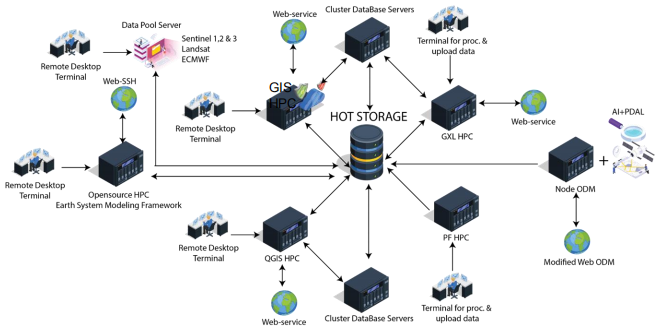 Data Pool Server
Sentinel 1,2 & 3
Landsat
ECMWF
Remote Desktop
Terminal
Web-service
Cluster DataBase Servers
Terminal for proc. &
upload data
Web-SSH
GIS
HPC
Remote Desktop
Terminal
HOT STORAGE
GXL HPC
Web-service
AI+PDAL
Remote Desktop
Terminal
Opensource HPC
Earth System Modeling Framework
Node ODM
+
Remote Desktop
Terminal
QGIS HPC
PF HPC
Modified Web ODM
Web-service
Cluster DataBase Servers
Terminal for proc. &
upload data